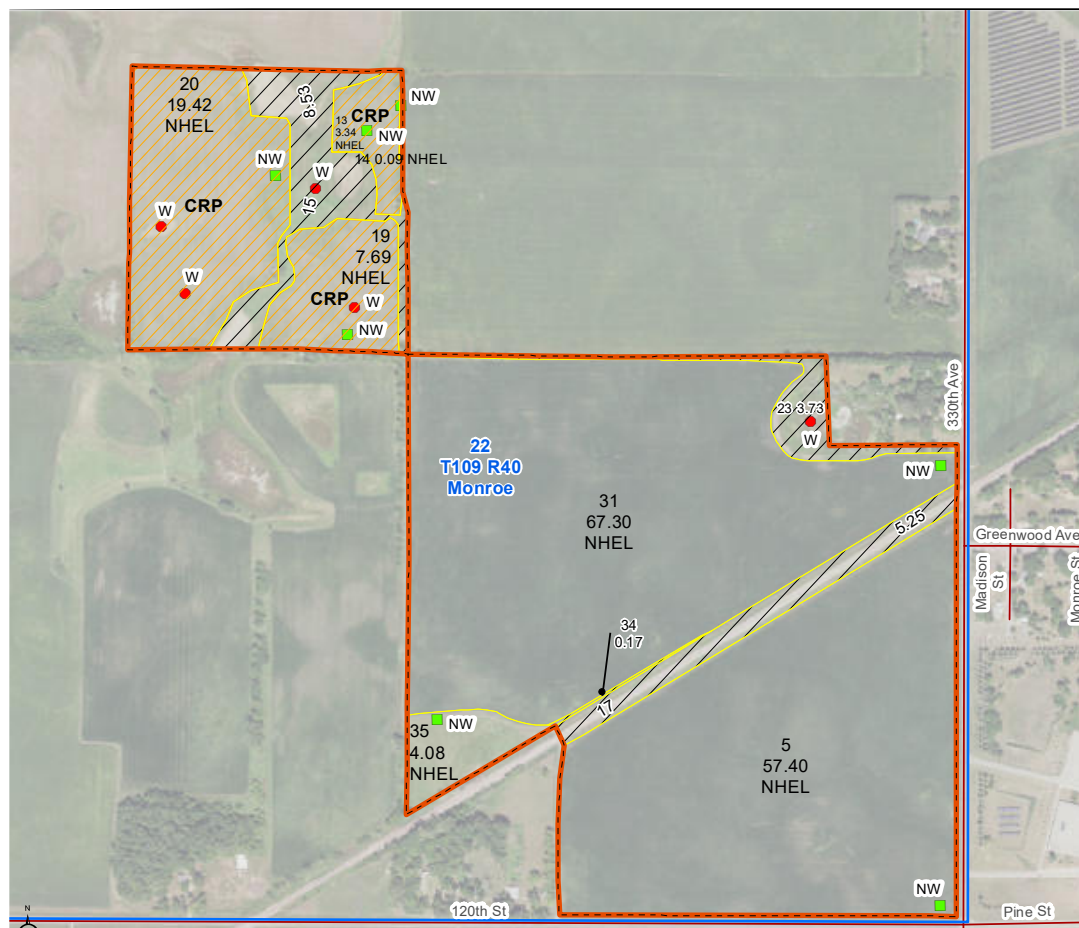 20
19.42
NHEL
8.53
NW
CRP
13
3.34
NHEL
NW
14 0.09 NHEL
NW
W
15
W
CRP
19
7.69
NHEL
W
CRP
W
NW
330th Ave
23 3.73
W
22
T109 R40
Monroe
NW
31
67.30
NHEL
5.25
Greenwood Ave
Madison
St
Monroe St
34
0.17
17
NW
35
4.08
NHEL
5
57.40
NHEL
NW
120th St
Pine St
N